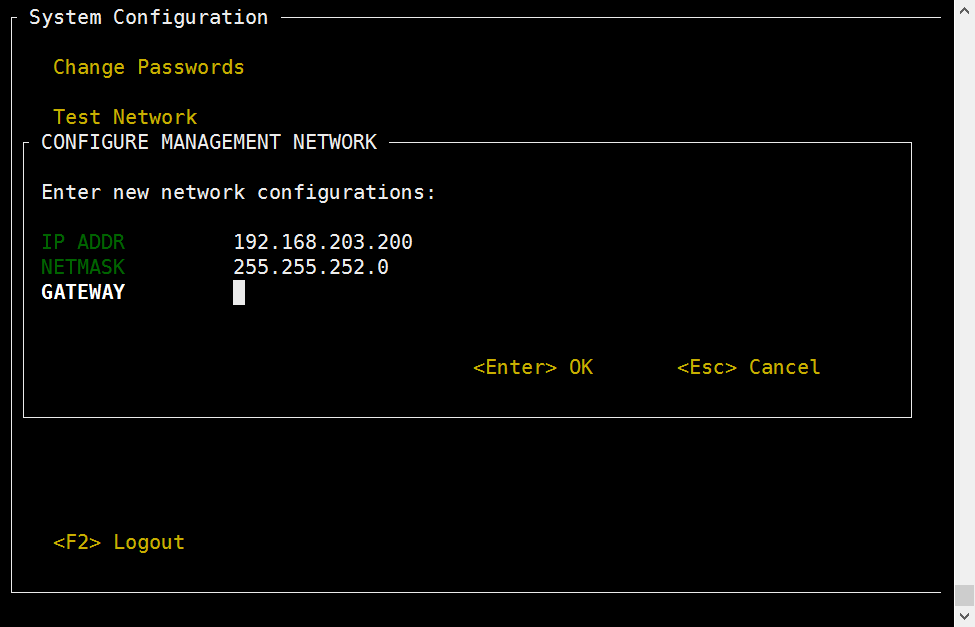 System Configuration
Change Passwords
Test Network
CONFIGURE MANAGEMENT NETWORK
Enter new network configurations:
IP ADDR 192.168.203.200
NETMASK 255.255.252.0
GATEWAY
<Enter> OK <Esc> Cancel
<F2> Logout